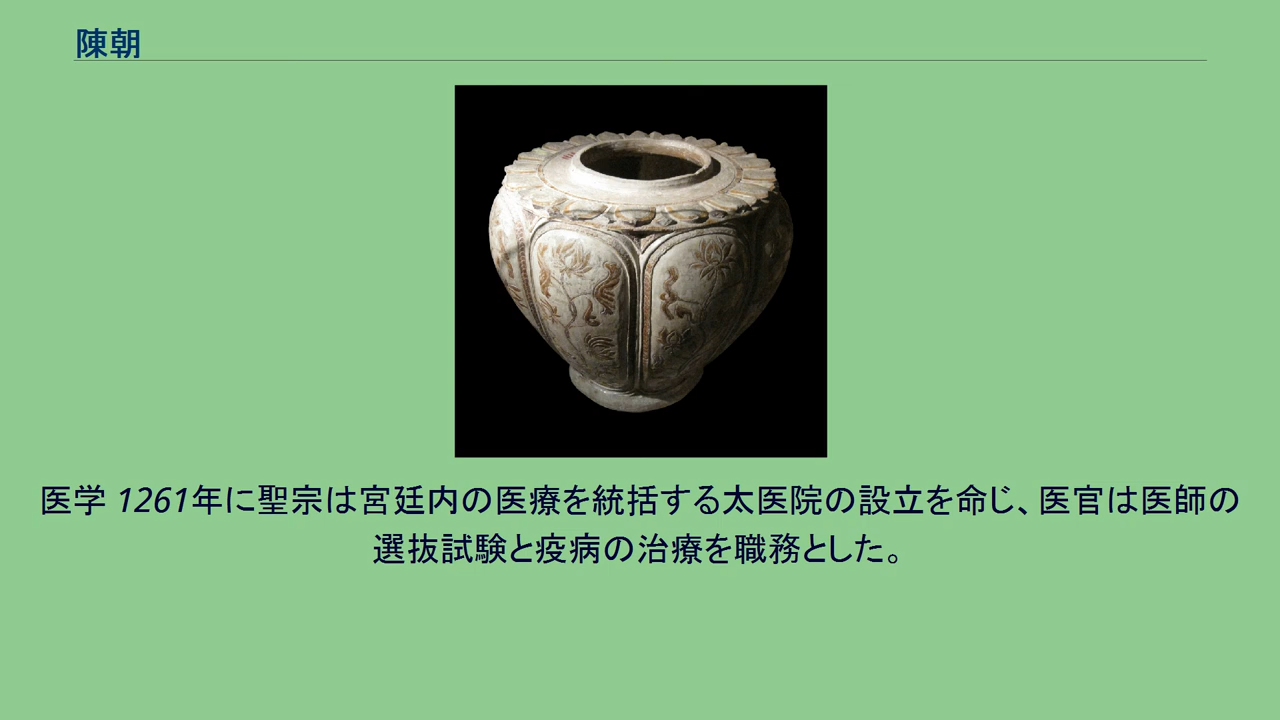 陳朝
医学 1261年に聖宗は宮廷内の医療を統括する太医院の設立を命じ、医官は医師の
選抜試験と疫病の治療を職務とした。